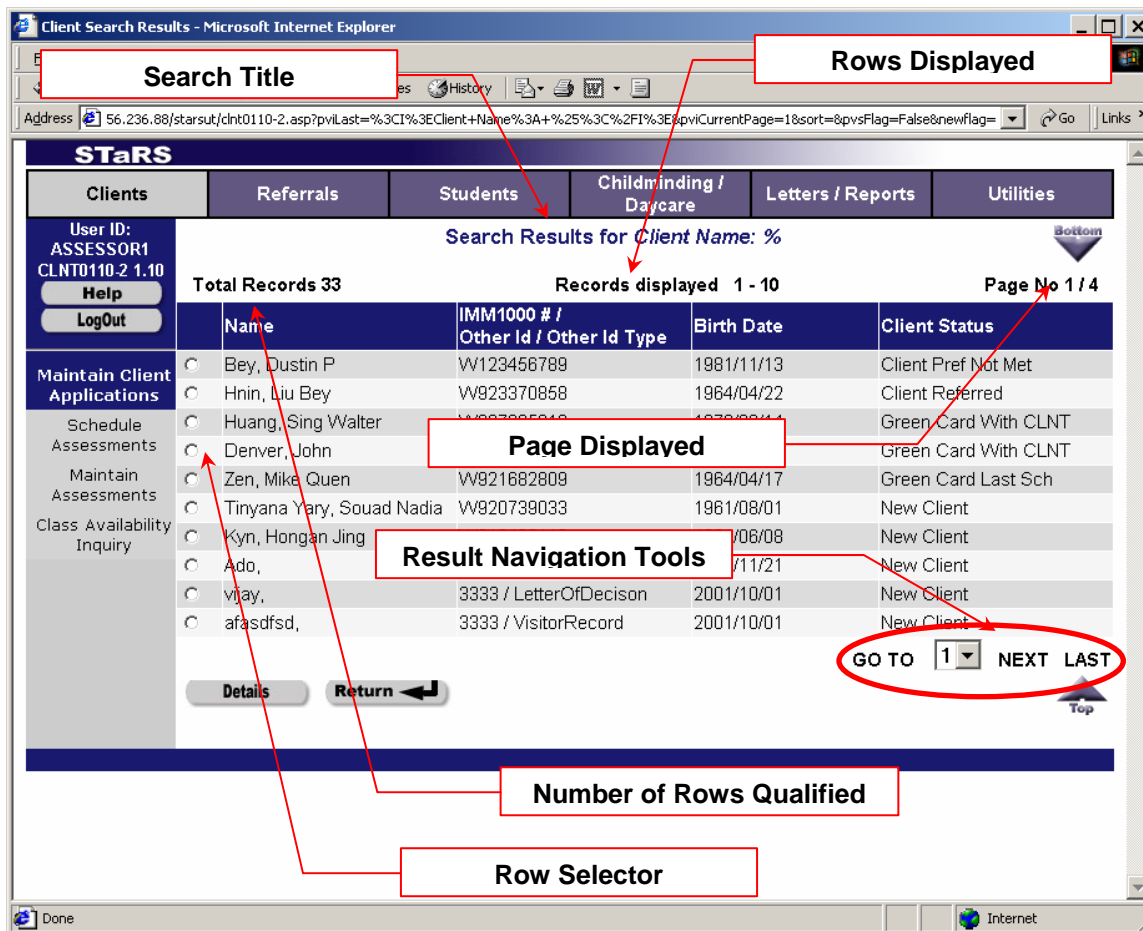 Client Search Results - Microsoft Internet Explorer
Search Title
Rows Displayed
History
Address 56.236.88/starsut/clnt0110-2.asp?pviLast=%3CI%3EClient+Name%3A+%25%3C%2FI%3E&pviCurrentPage=1&sort=&pvsFlag=False&newflag= Go Links
STaRS
Clients Referrals Students Childminding / Daycare Letters / Reports Utilities
User ID:
ASSESSOR1
CLNT0110-2 1.10
Help
LogOut
Maintain Client
Applications
Schedule
Assessments
Maintain
Assessments
Class Availability
Inquiry
Search Results for Client Name: %
Bottom
Total Records 33 Records displayed 1 - 10 Page No 1 / 4
Name IMM1000 # / Other Id / Other Id Type Birth Date Client Status
Bey, Dustin P W123456789 1981/11/13 Client Pref Not Met
Hnin, Liu Bey W923370858 1964/04/22 Client Referred
Huang, Sing Walter Green Card With CLNT
Denver, John Green Card With CLNT
Page Displayed
Zen, Mike Quen W921682809 1964/04/17 Green Card Last Sch
Tinyana Yary, Souad Nadia W920739033 1961/08/01 New Client
Kyn, Hongan Jing /06/08 New Client
Result Navigation Tools
Ado, /11/21 New Client
vijay, 3333 / LetterOfDecison 2001/10/01 New Client
afasdfsd, 3333 / VisitorRecord 2001/10/01 New Client
GO TO 1 NEXT LAST
Details Return
Top
Number of Rows Qualified
Row Selector
Done Internet